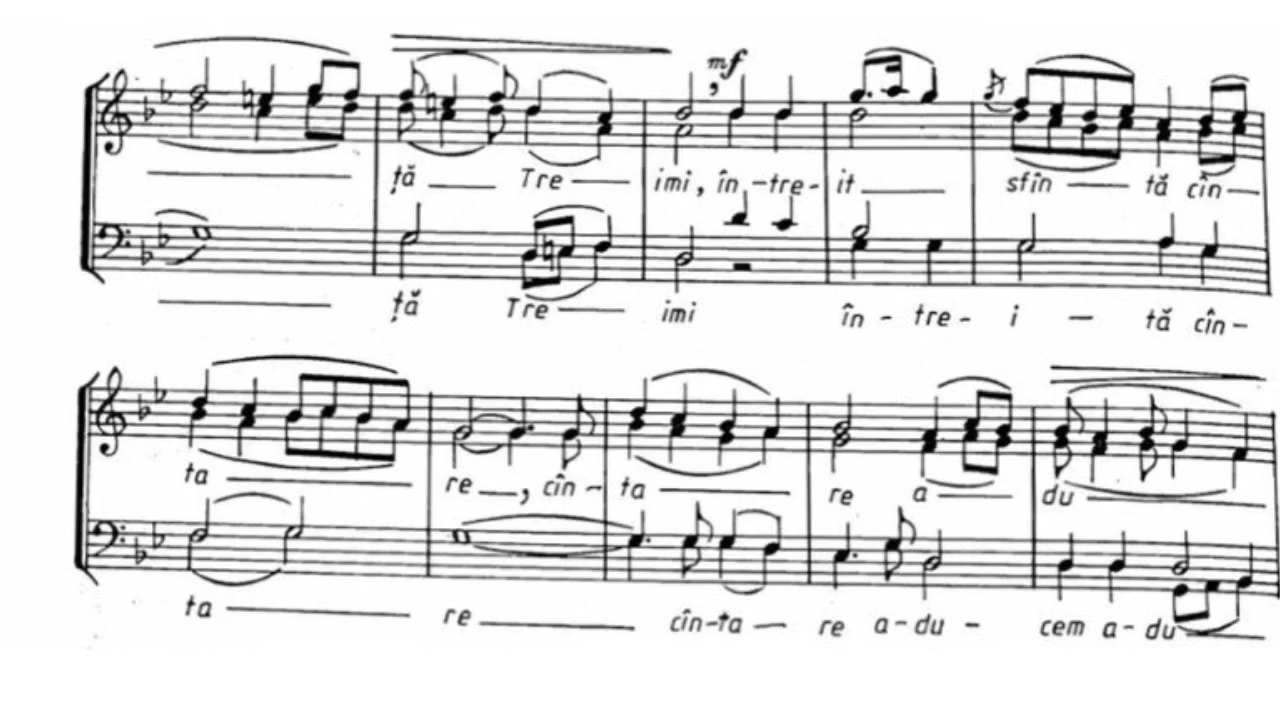 mf
ță Tre imi, în-tre-it sfîn tă cîn-
ță Tre imi în-tre-i - tă cîn-
ta re, cîn-ta re a du
ta re cîn-ta re a-du-cem a-du